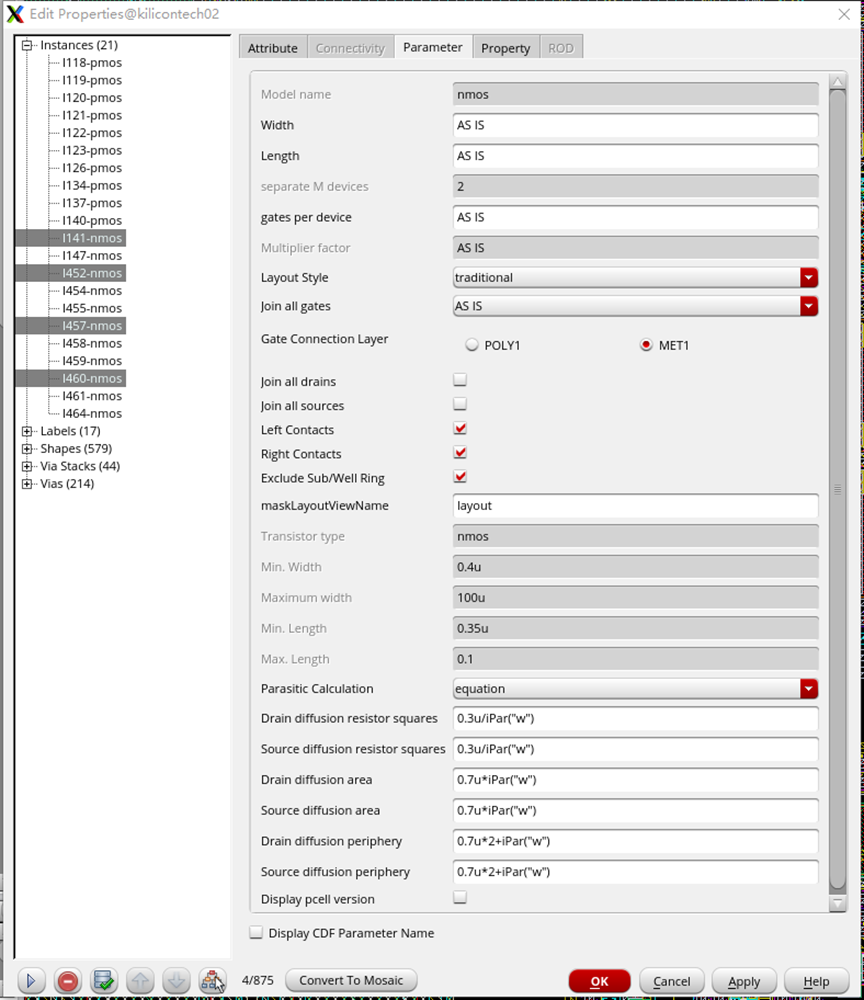 Edit Properties@kilicontech02
Instances (21)
I118-pmos
I119-pmos
I120-pmos
I121-pmos
I122-pmos
I123-pmos
I126-pmos
I134-pmos
I137-pmos
I140-pmos
I141-nmos
I147-nmos
I452-nmos
I454-nmos
I455-nmos
I457-nmos
I458-nmos
I459-nmos
I460-nmos
I461-nmos
I464-nmos
Labels (17)
Shapes (579)
Via Stacks (44)
Vias (214)
Attribute Connectivity Parameter Property ROD
Model name nmos
Width AS IS
Length AS IS
separate M devices 2
gates per device AS IS
Multiplier factor AS IS
Layout Style traditional
Join all gates AS IS
Gate Connection Layer POLY1 MET1
Join all drains
Join all sources
Left Contacts
Right Contacts
Exclude Sub/Well Ring
maskLayoutViewName layout
Transistor type nmos
Min. Width 0.4u
Maximum width 100u
Min. Length 0.35u
Max. Length 0.1
Parasitic Calculation equation
Drain diffusion resistor squares 0.3u/iPar("w")
Source diffusion resistor squares 0.3u/iPar("w")
Drain diffusion area 0.7u*iPar("w")
Source diffusion area 0.7u*iPar("w")
Drain diffusion periphery 0.7u*2+iPar("w")
Source diffusion periphery 0.7u*2+iPar("w")
Display pcell version
Display CDF Parameter Name
4/875 Convert To Mosaic OK Cancel Apply Help